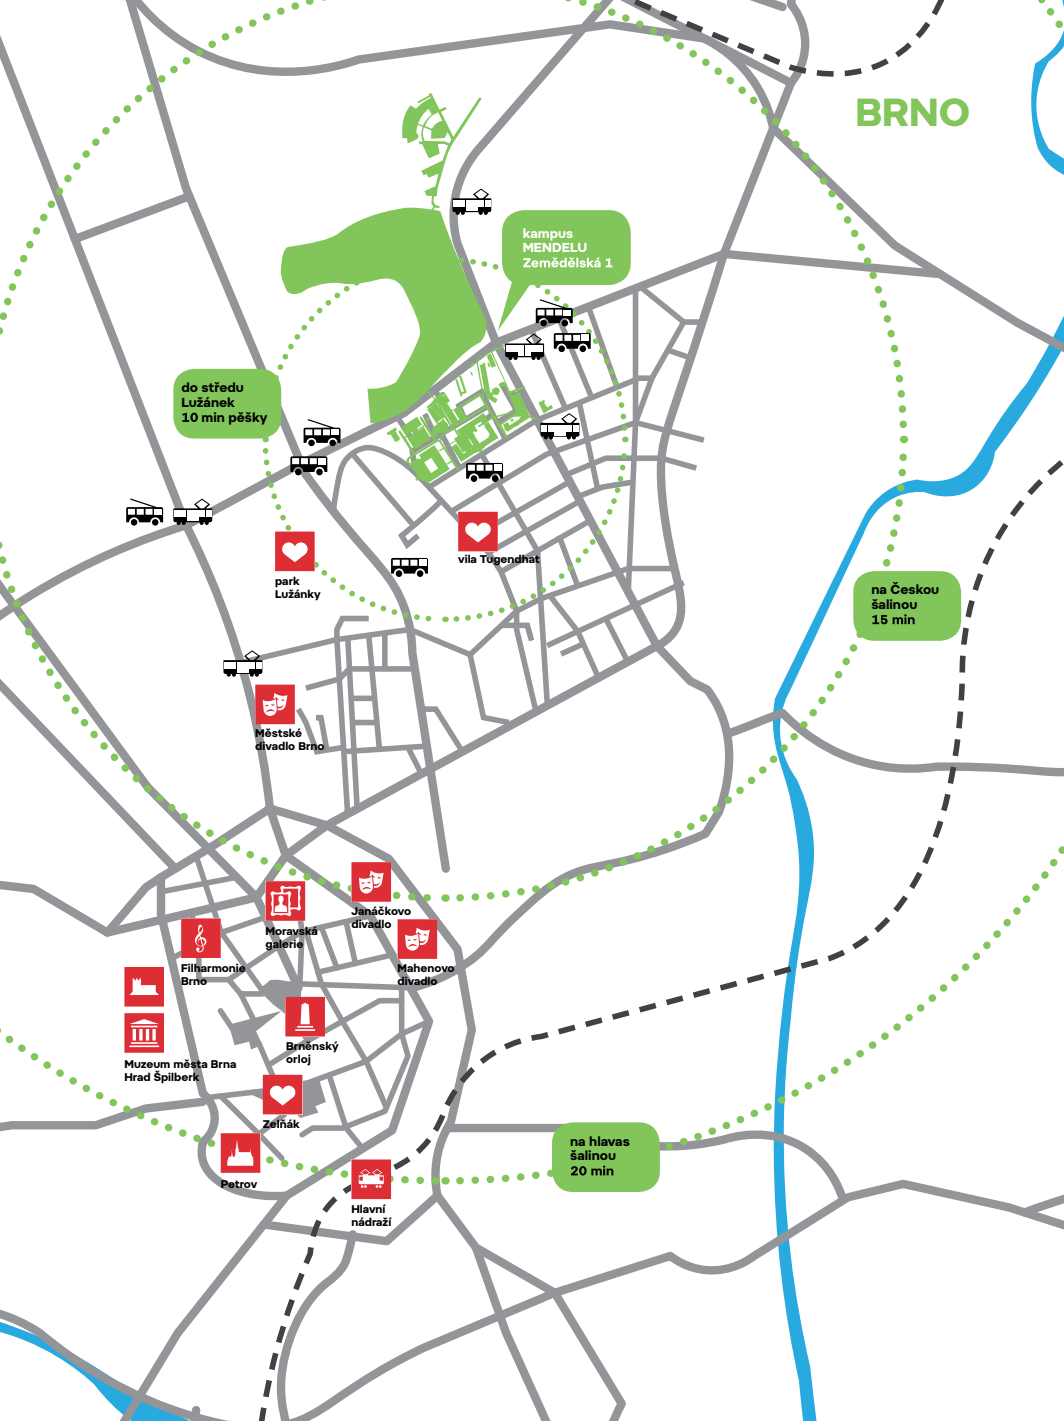 BRNO
kampus
MENDELU
Zemědělská 1
do středu
Lužánek
10 min pěšky
vila Tugendhat
park
Lužánky
na Českou
šalinou
15 min
Městské
divadlo Brno
Janáčkovo
divadlo
Moravská
galerie
Mahenovo
divadlo
Filharmonie
Brno
Brněnský
orloj
Muzeum města Brna
Hrad Špilberk
Zelňák
na hlavas
šalinou
20 min
Petrov
Hlavní
nádraží